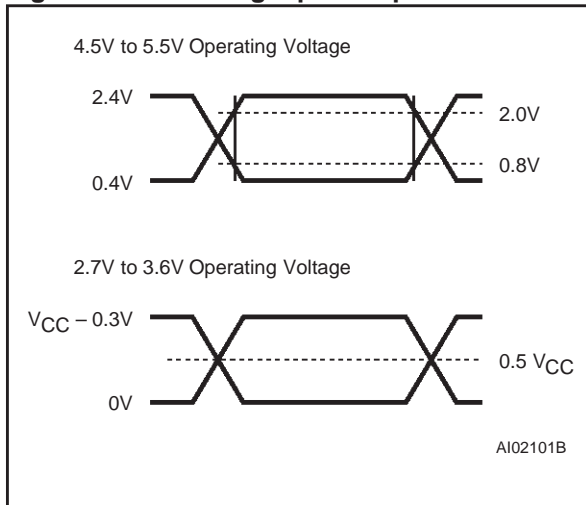 4.5V to 5.5V Operating Voltage
2.4V
2.0V
0.8V
0.4V
2.7V to 3.6V Operating Voltage
VCC – 0.3V
0.5 VCC
0V
AI02101B